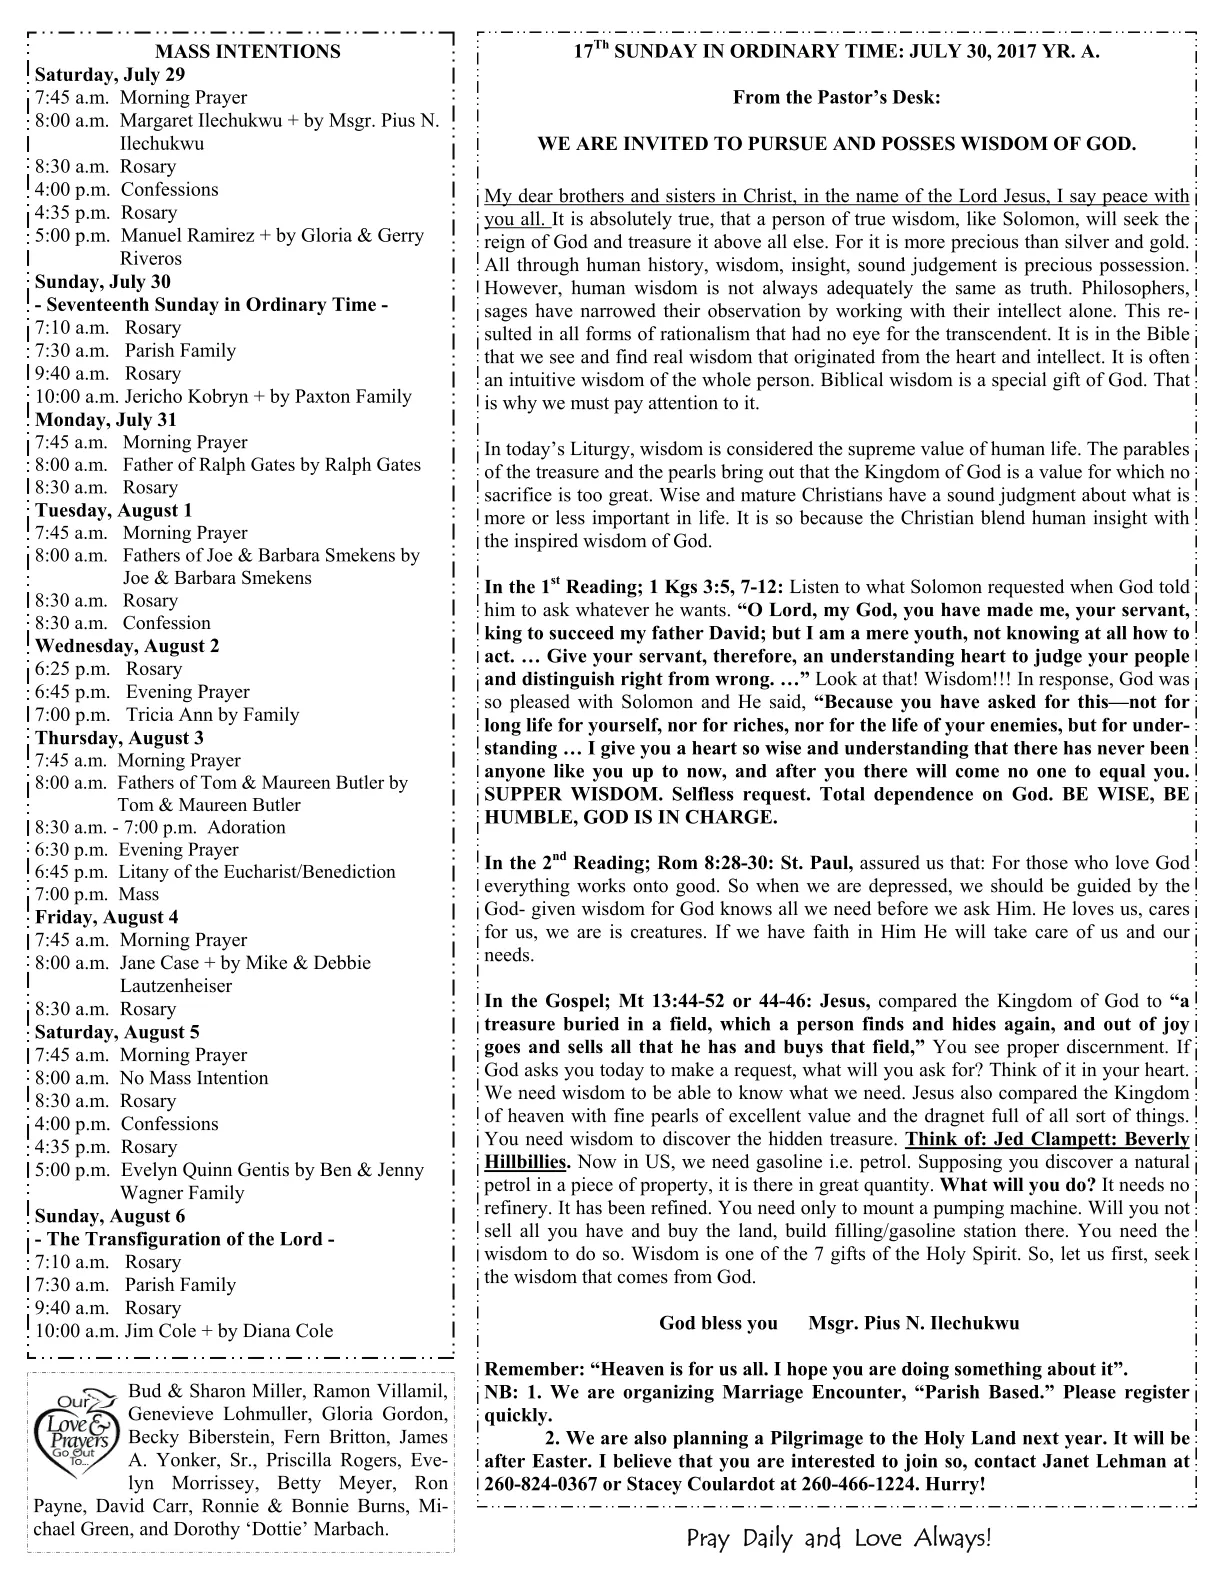 MASS INTENTIONS
Saturday, July 29
7:45 a.m. Morning Prayer
8:00 a.m. Margaret Ilechukwu + by Msgr. Pius N.
Ilechukwu
8:30 a.m. Rosary
4:00 p.m. Confessions
4:35 p.m. Rosary
5:00 p.m. Manuel Ramirez + by Gloria & Gerry
Riveros
Sunday, July 30
- Seventeenth Sunday in Ordinary Time -
7:10 a.m. Rosary
7:30 a.m. Parish Family
9:40 a.m. Rosary
10:00 a.m. Jericho Kobryn + by Paxton Family
Monday, July 31
7:45 a.m. Morning Prayer
8:00 a.m. Father of Ralph Gates by Ralph Gates
8:30 a.m. Rosary
Tuesday, August 1
7:45 a.m. Morning Prayer
8:00 a.m. Fathers of Joe & Barbara Smekens by
Joe & Barbara Smekens
8:30 a.m. Rosary
8:30 a.m. Confession
Wednesday, August 2
6:25 p.m. Rosary
6:45 p.m. Evening Prayer
7:00 p.m. Tricia Ann by Family
Thursday, August 3
7:45 a.m. Morning Prayer
8:00 a.m. Fathers of Tom & Maureen Butler by
Tom & Maureen Butler
8:30 a.m. - 7:00 p.m. Adoration
6:30 p.m. Evening Prayer
6:45 p.m. Litany of the Eucharist/Benediction
7:00 p.m. Mass
Friday, August 4
7:45 a.m. Morning Prayer
8:00 a.m. Jane Case + by Mike & Debbie
Lautzenheiser
8:30 a.m. Rosary
Saturday, August 5
7:45 a.m. Morning Prayer
8:00 a.m. No Mass Intention
8:30 a.m. Rosary
4:00 p.m. Confessions
4:35 p.m. Rosary
5:00 p.m. Evelyn Quinn Gentis by Ben & Jenny
Wagner Family
Sunday, August 6
- The Transfiguration of the Lord -
7:10 a.m. Rosary
7:30 a.m. Parish Family
9:40 a.m. Rosary
10:00 a.m. Jim Cole + by Diana Cole
Our
Love &
Prayers
Go Out
To...
Bud & Sharon Miller, Ramon Villamil,
Genevieve Lohmuller, Gloria Gordon,
Becky Biberstein, Fern Britton, James
A. Yonker, Sr., Priscilla Rogers, Eve-
lyn Morrissey, Betty Meyer, Ron
Payne, David Carr, Ronnie & Bonnie Burns, Mi-
chael Green, and Dorothy ‘Dottie’ Marbach.
17Th SUNDAY IN ORDINARY TIME: JULY 30, 2017 YR. A.
From the Pastor’s Desk:
WE ARE INVITED TO PURSUE AND POSSES WISDOM OF GOD.
My dear brothers and sisters in Christ, in the name of the Lord Jesus, I say peace with
you all. It is absolutely true, that a person of true wisdom, like Solomon, will seek the
reign of God and treasure it above all else. For it is more precious than silver and gold.
All through human history, wisdom, insight, sound judgement is precious possession.
However, human wisdom is not always adequately the same as truth. Philosophers,
sages have narrowed their observation by working with their intellect alone. This re-
sulted in all forms of rationalism that had no eye for the transcendent. It is in the Bible
that we see and find real wisdom that originated from the heart and intellect. It is often
an intuitive wisdom of the whole person. Biblical wisdom is a special gift of God. That
is why we must pay attention to it.
In today’s Liturgy, wisdom is considered the supreme value of human life. The parables
of the treasure and the pearls bring out that the Kingdom of God is a value for which no
sacrifice is too great. Wise and mature Christians have a sound judgment about what is
more or less important in life. It is so because the Christian blend human insight with
the inspired wisdom of God.
In the 1st Reading; 1 Kgs 3:5, 7-12: Listen to what Solomon requested when God told
him to ask whatever he wants. “O Lord, my God, you have made me, your servant,
king to succeed my father David; but I am a mere youth, not knowing at all how to
act. … Give your servant, therefore, an understanding heart to judge your people
and distinguish right from wrong. …” Look at that! Wisdom!!! In response, God was
so pleased with Solomon and He said, “Because you have asked for this—not for
long life for yourself, nor for riches, nor for the life of your enemies, but for under-
standing … I give you a heart so wise and understanding that there has never been
anyone like you up to now, and after you there will come no one to equal you.
SUPPER WISDOM. Selfless request. Total dependence on God. BE WISE, BE
HUMBLE, GOD IS IN CHARGE.
In the 2nd Reading; Rom 8:28-30: St. Paul, assured us that: For those who love God
everything works onto good. So when we are depressed, we should be guided by the
God- given wisdom for God knows all we need before we ask Him. He loves us, cares
for us, we are is creatures. If we have faith in Him He will take care of us and our
needs.
In the Gospel; Mt 13:44-52 or 44-46: Jesus, compared the Kingdom of God to “a
treasure buried in a field, which a person finds and hides again, and out of joy
goes and sells all that he has and buys that field,” You see proper discernment. If
God asks you today to make a request, what will you ask for? Think of it in your heart.
We need wisdom to be able to know what we need. Jesus also compared the Kingdom
of heaven with fine pearls of excellent value and the dragnet full of all sort of things.
You need wisdom to discover the hidden treasure. Think of: Jed Clampett: Beverly
Hillbillies. Now in US, we need gasoline i.e. petrol. Supposing you discover a natural
petrol in a piece of property, it is there in great quantity. What will you do? It needs no
refinery. It has been refined. You need only to mount a pumping machine. Will you not
sell all you have and buy the land, build filling/gasoline station there. You need the
wisdom to do so. Wisdom is one of the 7 gifts of the Holy Spirit. So, let us first, seek
the wisdom that comes from God.
God bless you Msgr. Pius N. Ilechukwu
Remember: “Heaven is for us all. I hope you are doing something about it”.
NB: 1. We are organizing Marriage Encounter, “Parish Based.” Please register
quickly.
2. We are also planning a Pilgrimage to the Holy Land next year. It will be
after Easter. I believe that you are interested to join so, contact Janet Lehman at
260-824-0367 or Stacey Coulardot at 260-466-1224. Hurry!
Pray Daily and Love Always!